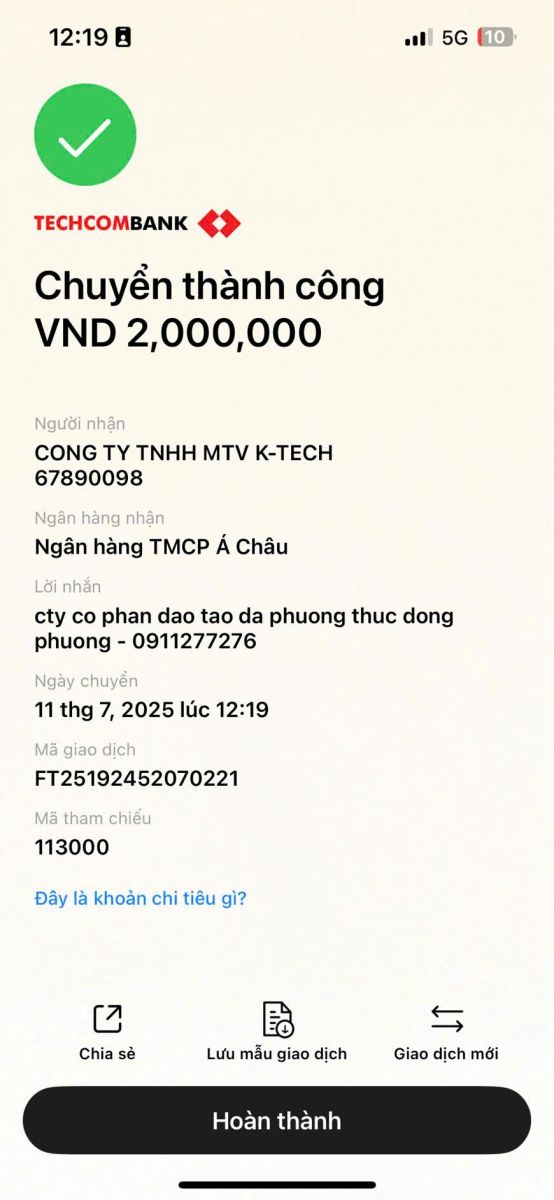 12:19
5G
10
TECHCOMBANK
Chuyển thành công
VND 2,000,000
Người nhận
CONG TY TNHH MTV K-TECH
67890098
Ngân hàng nhận
Ngân hàng TMCP Á Châu
Lời nhắn
cty co phan dao tao da phuong thuc dong
phuong - 0911277276
Ngày chuyển
11 thg 7, 2025 lúc 12:19
Mã giao dịch
FT25192452070221
Mã tham chiếu
113000
Đây là khoản chi tiêu gì?
Chia sẻ
Lưu mẫu giao dịch
Giao dịch mới
Hoàn thành